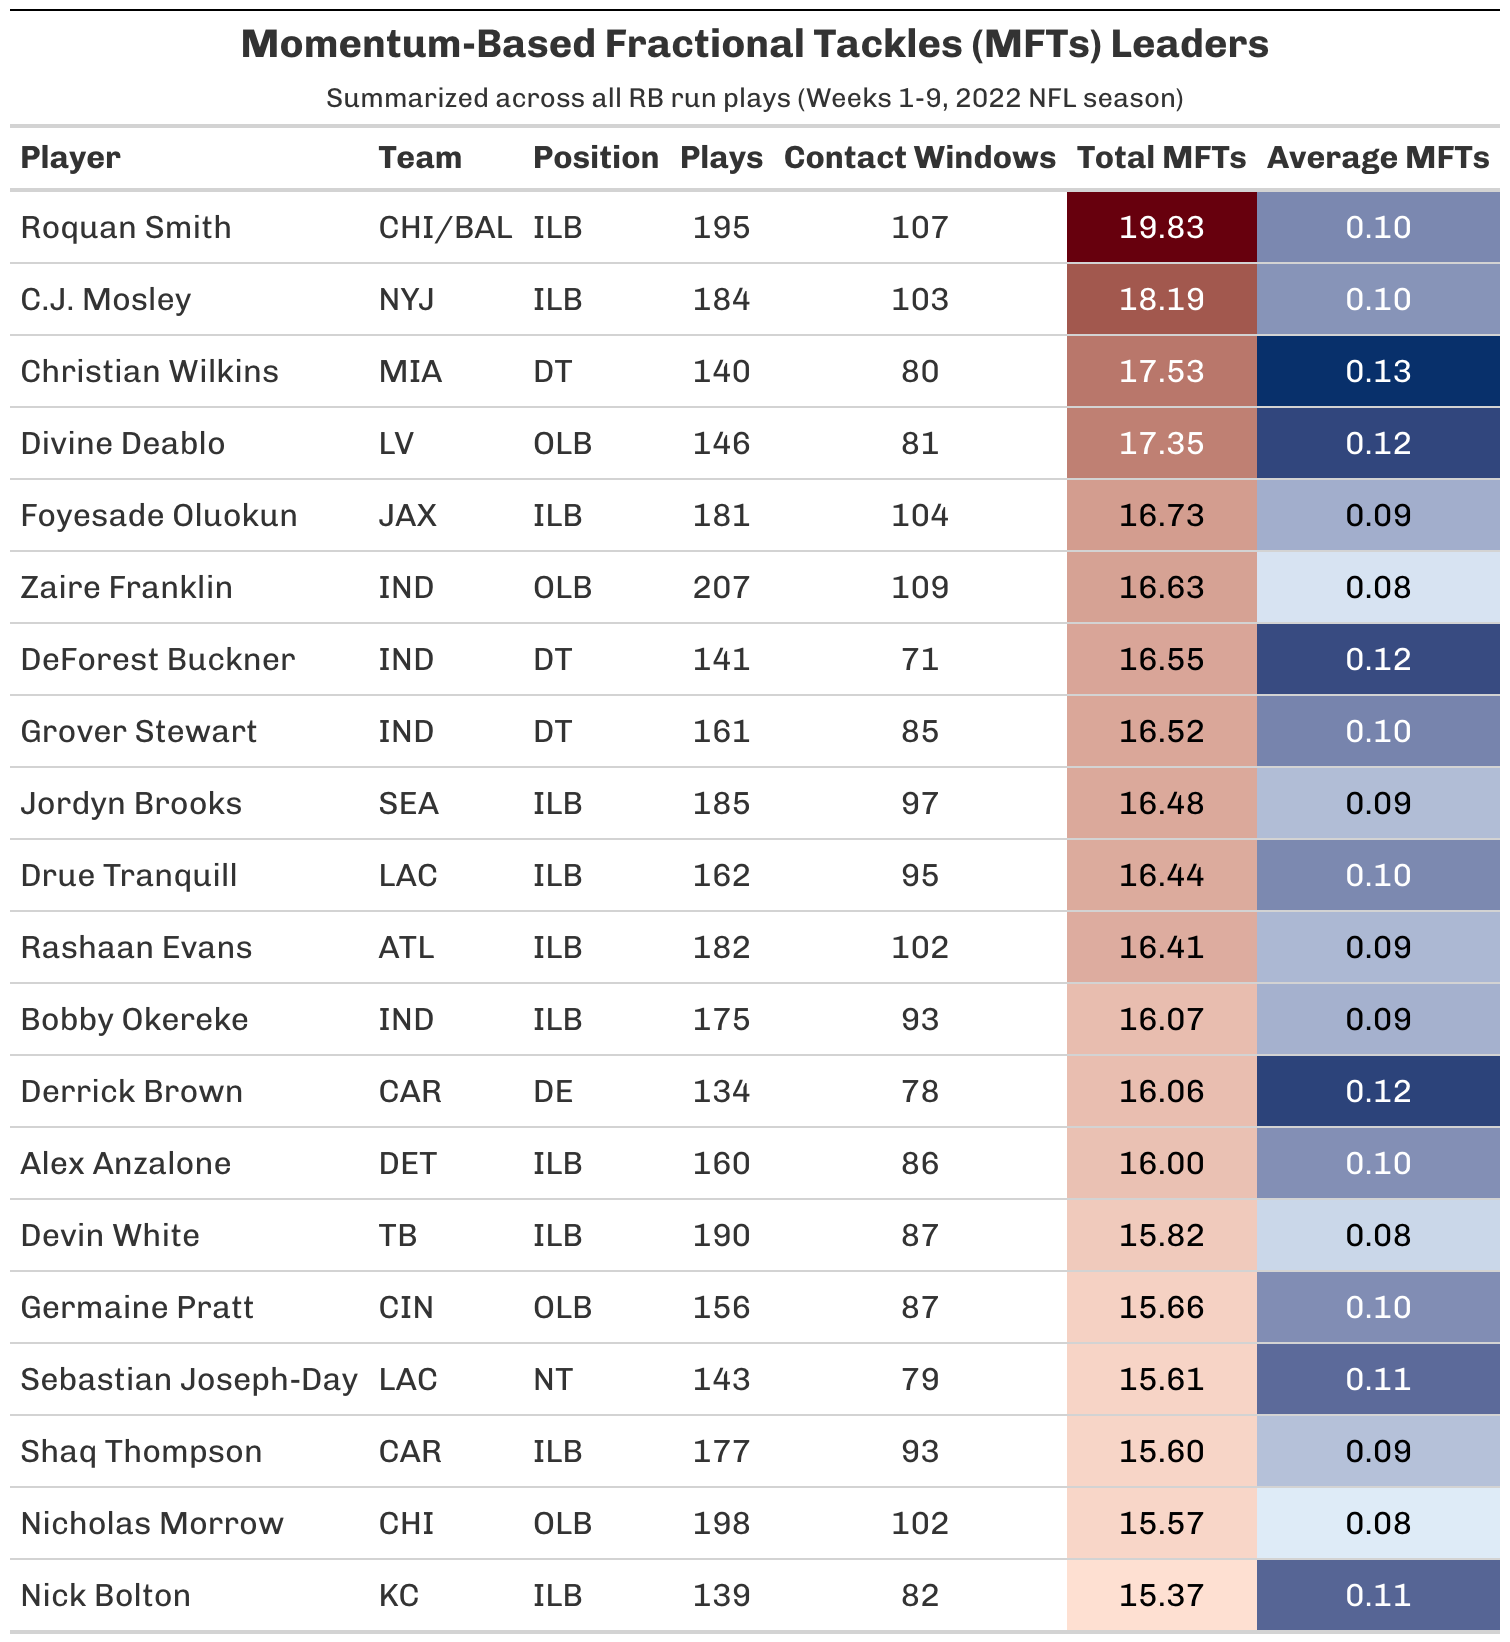 Momentum-Based Fractional Tackles (MFTs) Leaders
Summarized across all RB run plays (Weeks 1-9, 2022 NFL season)
Player Team Position Plays Contact Windows Total MFTs Average MFTs
Roquan Smith CHI/BAL ILB 195 107 19.83 0.10
C.J. Mosley NYJ ILB 184 103 18.19 0.10
Christian Wilkins MIA DT 140 80 17.53 0.13
Divine Deablo LV OLB 146 81 17.35 0.12
Foyesade Oluokun JAX ILB 181 104 16.73 0.09
Zaire Franklin IND OLB 207 109 16.63 0.08
DeForest Buckner IND DT 141 71 16.55 0.12
Grover Stewart IND DT 161 85 16.52 0.10
Jordyn Brooks SEA ILB 185 97 16.48 0.09
Drue Tranquill LAC ILB 162 95 16.44 0.10
Rashaan Evans ATL ILB 182 102 16.41 0.09
Bobby Okereke IND ILB 175 93 16.07 0.09
Derrick Brown CAR DE 134 78 16.06 0.12
Alex Anzalone DET ILB 160 86 16.00 0.10
Devin White TB ILB 190 87 15.82 0.08
Germaine Pratt CIN OLB 156 87 15.66 0.10
Sebastian Joseph-Day LAC NT 143 79 15.61 0.11
Shaq Thompson CAR ILB 177 93 15.60 0.09
Nicholas Morrow CHI OLB 198 102 15.57 0.08
Nick Bolton KC ILB 139 82 15.37 0.11